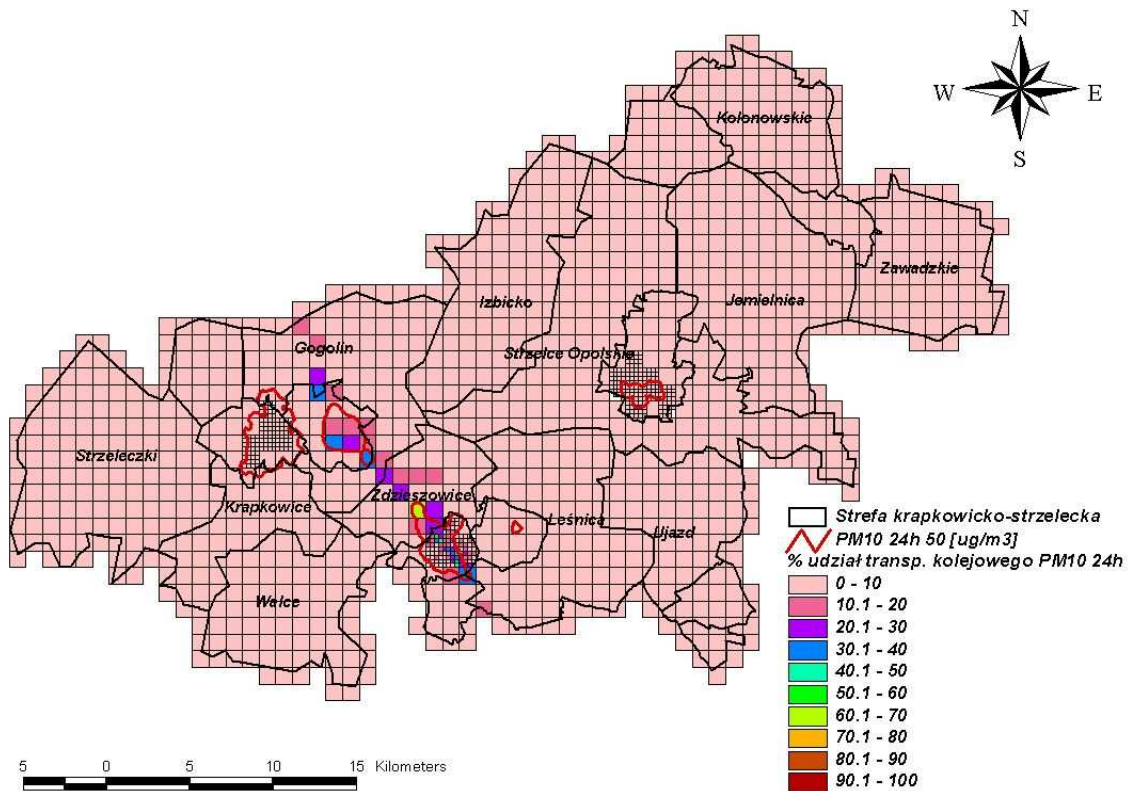 N
W
E
S
Kolonowskie
Zawadzkie
Izbicko
Jemielnica
Gogolin
Strzelce Opolskie
Strzeleczki
Zdzieszowice
Krapkowice
Leśnica
Ujazd
Walce
Strefa krapkowicko-strzelecka
PM10 24h 50 [ug/m3]
% udział transp. kolejowego PM10 24h
0 - 10
10.1 - 20
20.1 - 30
30.1 - 40
40.1 - 50
50.1 - 60
60.1 - 70
70.1 - 80
80.1 - 90
90.1 - 100
5 0 5 10 15 Kilometers